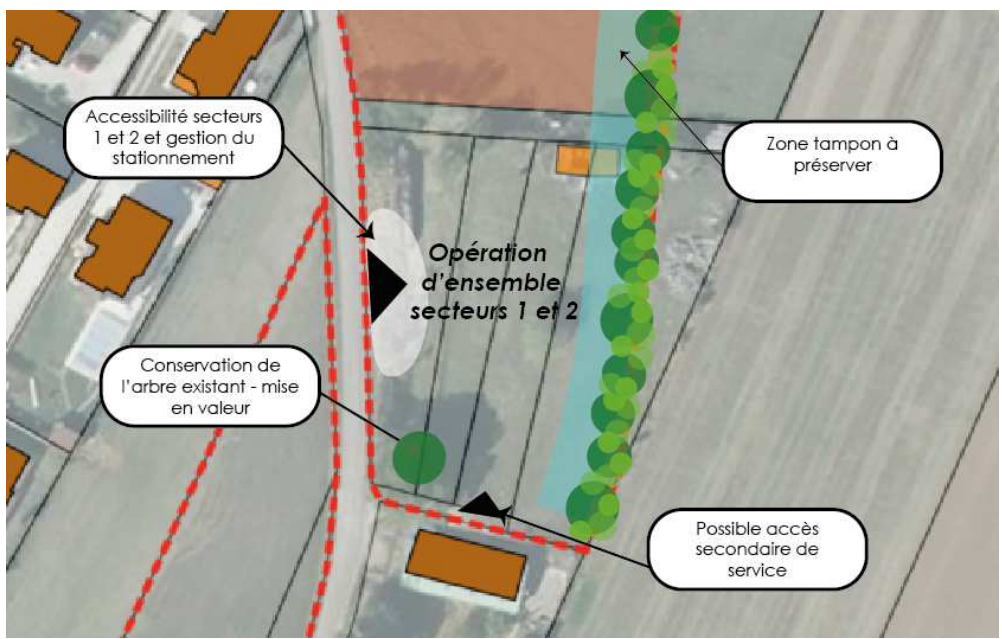 Accessibilité secteurs
1 et 2 et gestion du
stationnement
Zone tampon à
préserver
Opération
d'ensemble
secteurs 1 et 2
Conservation de
l'arbre existant - mise
en valeur
Possible accès
secondaire de
service